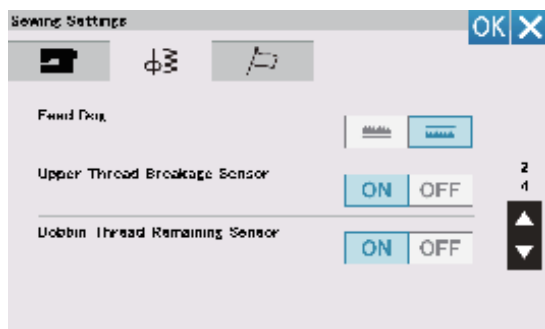 Sewing Settings
OK X
Feed Dog
Upper Thread Breakage Sensor
ON OFF
2
4
Bobbin Thread Remaining Sensor
ON OFF